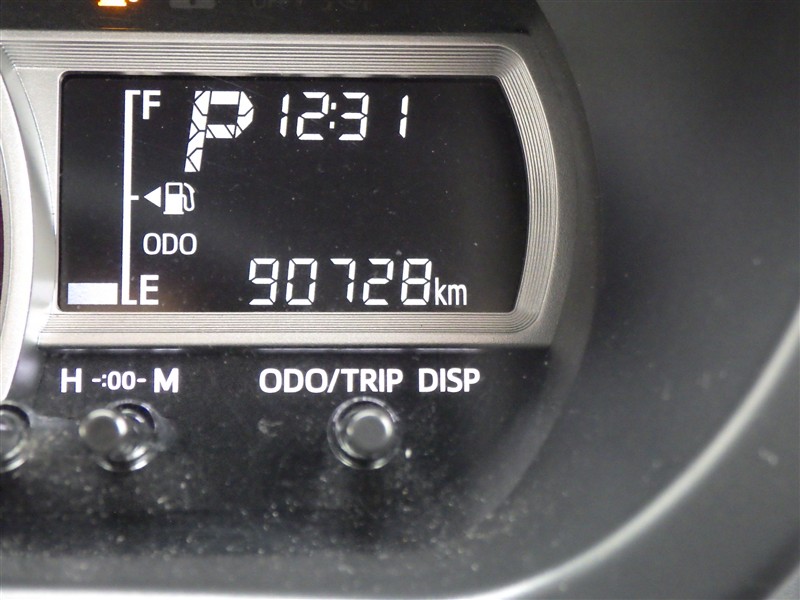 F P 12:31
ODO
E 90728km
H -:00- M ODO/TRIP DISP